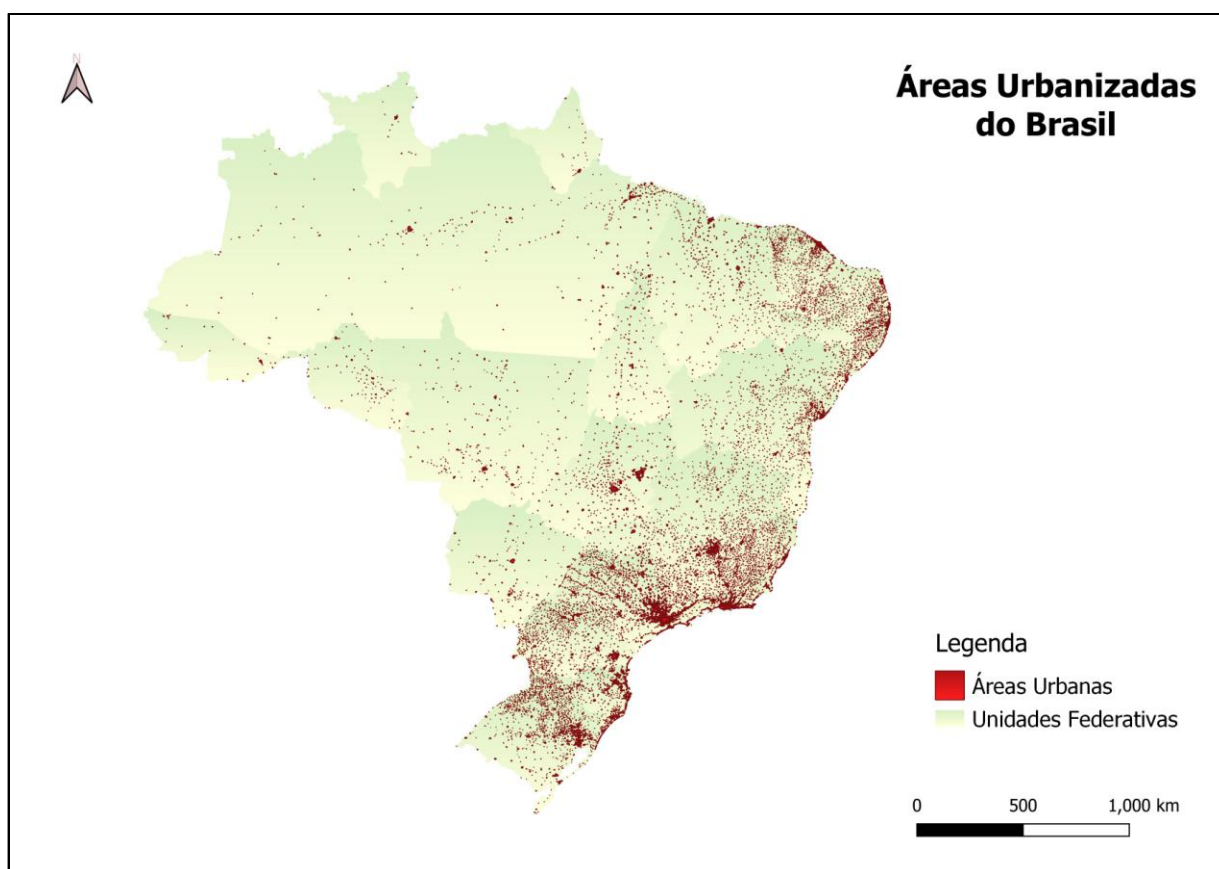 N
Áreas Urbanizadas
do Brasil
Legenda
Áreas Urbanas
Unidades Federativas
0 500 1,000 km